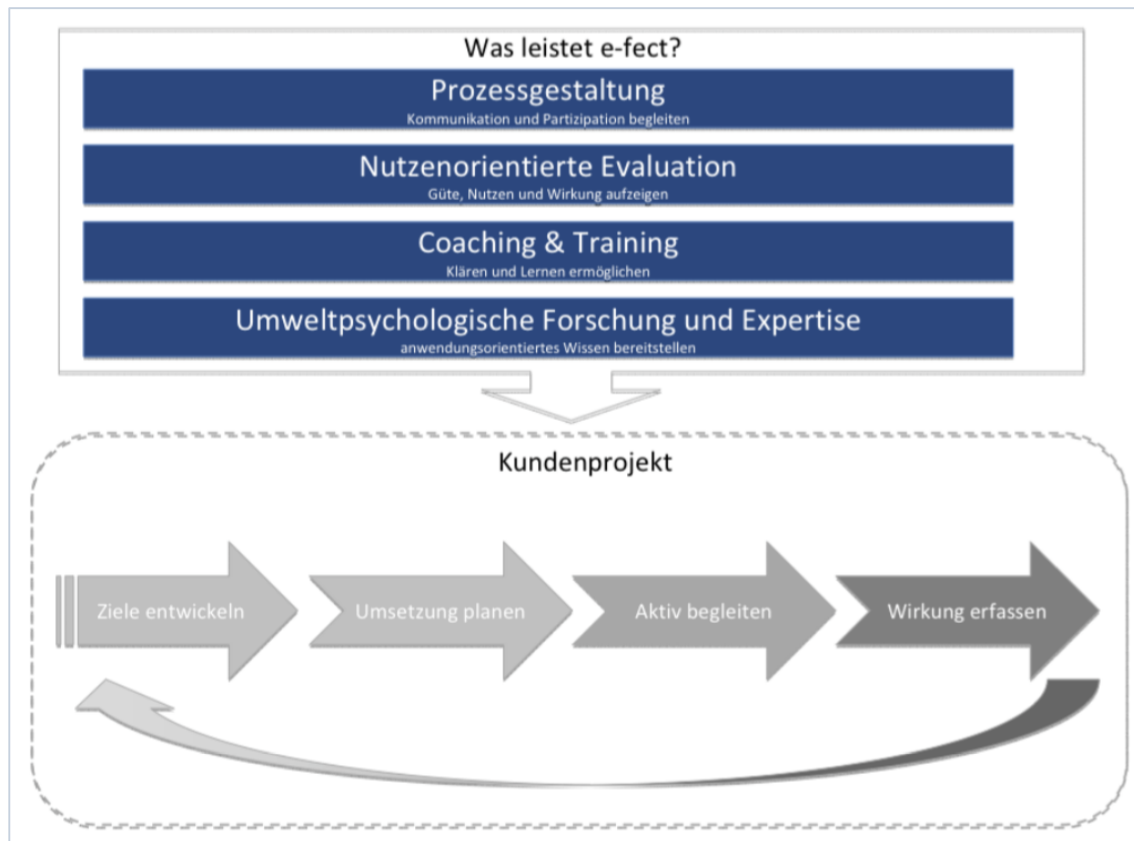 Was leistet e-fect?
Prozessgestaltung
Kommunikation und Partizipation begleiten
Nutzenorientierte Evaluation
Güte, Nutzen und Wirkung aufzeigen
Coaching & Training
Klären und Lernen ermöglichen
Umweltpsychologische Forschung und Expertise
anwendungsorientiertes Wissen bereitstellen
Kundenprojekt
Ziele entwickeln
Umsetzung planen
Aktiv begleiten
Wirkung erfassen